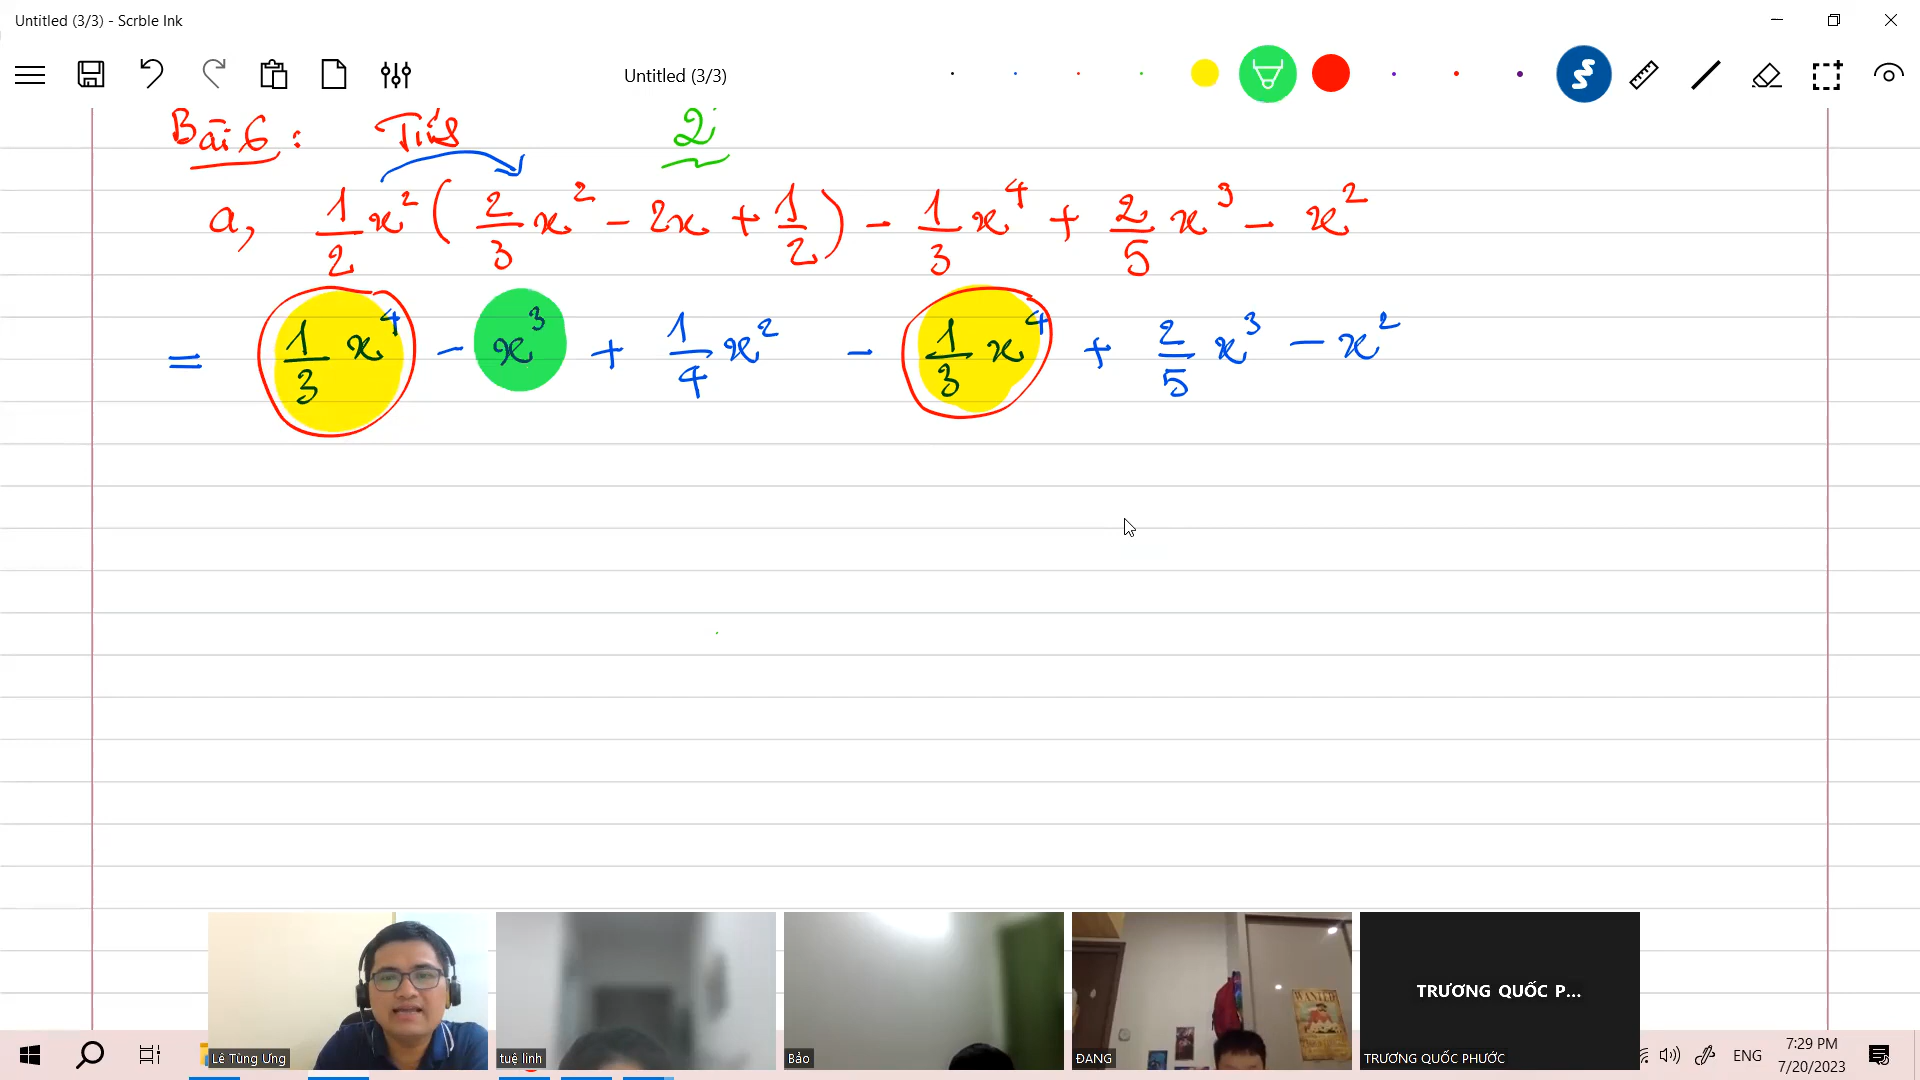 Untitled (3/3) - Scrble Ink
Untitled (3/3)
Bài 6 : 2
a, 1/2 x² ( 2/3 x² - 2x + 1/2 ) - 1/3 x⁴ + 2/5 x³ - x²
= 1/3 x⁴ - x³ + 1/4 x² - 1/3 x⁴ + 2/5 x³ - x²
WANTED
TRƯƠNG QUỐC P...
Lê Tùng Ưng
tuệ linh
Bảo
ĐANG
TRƯƠNG QUỐC PHƯỚC
ENG
7:29 PM
7/20/2023